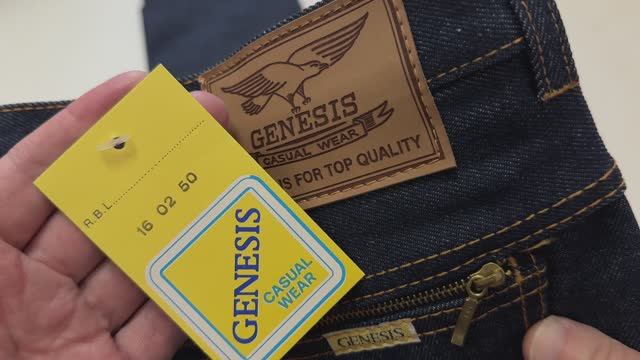 GENESIS
CASUAL WEAR
IS FOR TOP QUALITY
R.B.L.
16 02 50
GENESIS
CASUAL
WEAR
GENESIS